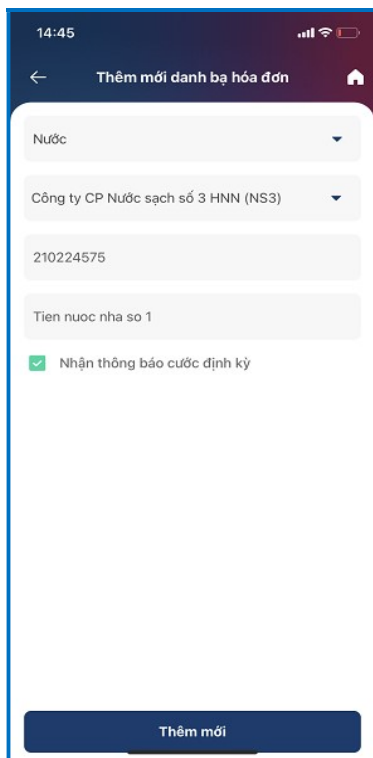 14:45
Thêm mới danh bạ hóa đơn
Nước
Công ty CP Nước sạch số 3 HNN (NS3)
210224575
Tien nuoc nha so 1
Nhận thông báo cước định kỳ
Thêm mới